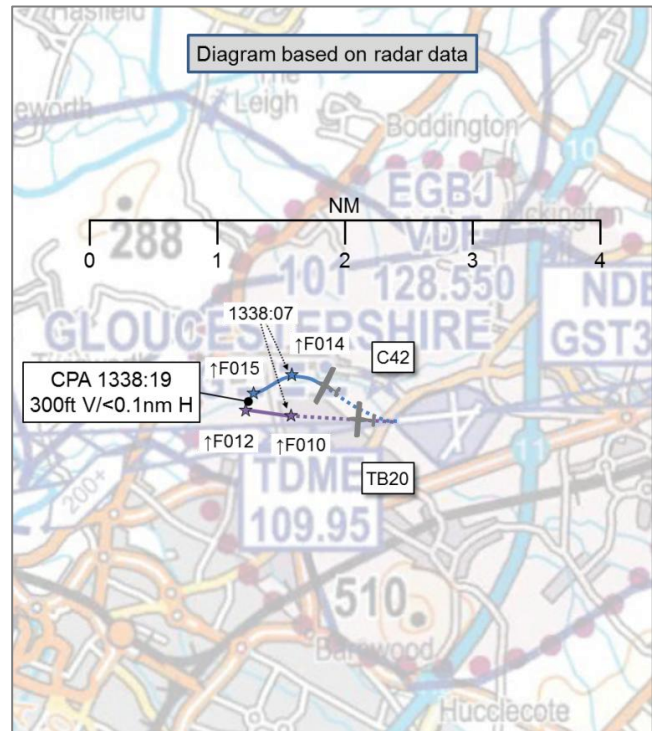 Diagram based on radar data
Leigh
Boddington
10
EGBJ
VDF
NM
288
0
1
2
3
4
101 128.550
NDB
GST3
1338:07
GLOUCESTERSHIRE
↑F014
↑F015
C42
CPA 1338:19
300ft V/<0.1nm H
↑F012
↑F010
11
TB20
TDME
109.95
200+
510
Barnwood
Hucclecote